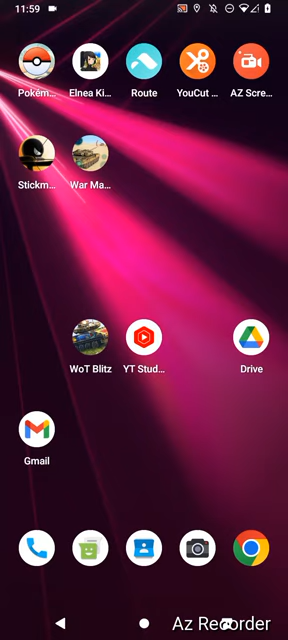 11:59
Pokém... Elnea Ki... Route YouCut ... AZ Scre...
Stickm... War Ma...
WoT Blitz YT Stud... Drive
Gmail
Az Recorder